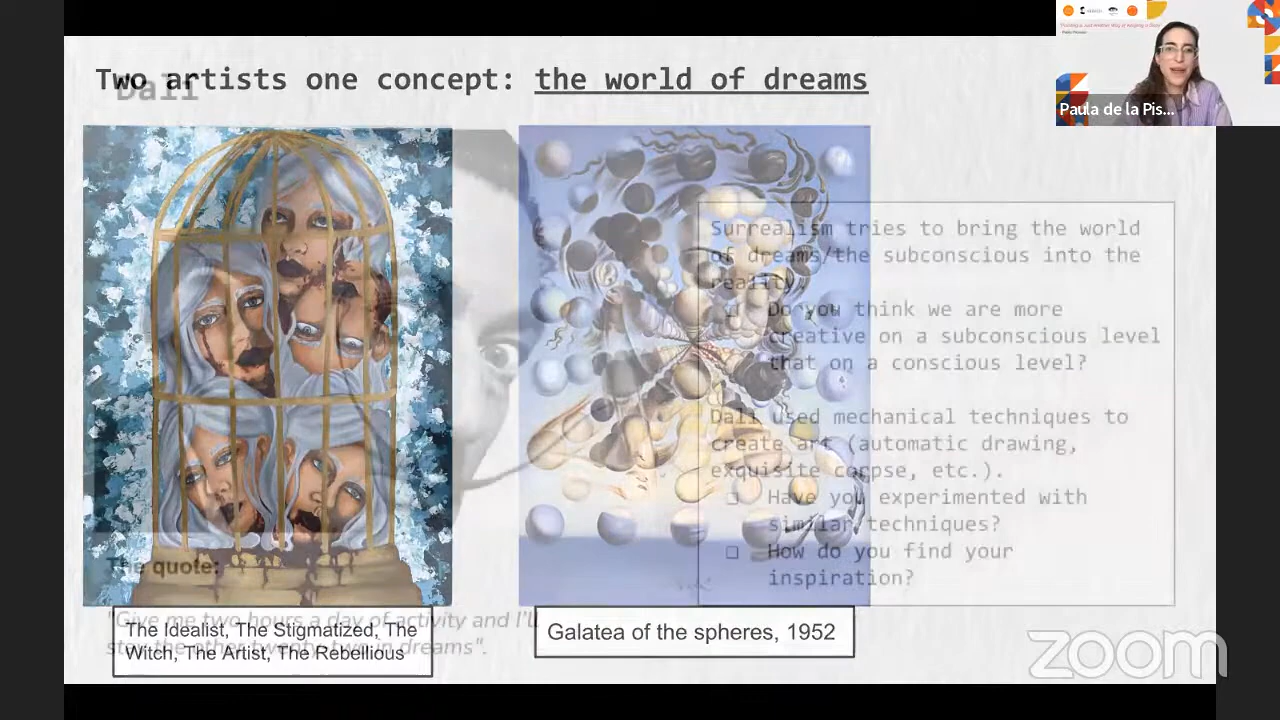 Two artists one concept: the world of dreams
Dalí
Paula de la Pis...
Surrealism tries to bring the world
of dreams/the subconscious into the
reality.
Do you think we are more
creative on a subconscious level
that on a conscious level?
Dalí used mechanical techniques to
create art (automatic drawing,
exquisite corpse, etc.).
❑ Have you experimented with
similar techniques?
❑ How do you find your
inspiration?
The quote:
"Give me two hours a day of activity and I'll
the other twenty-two in dreams".
The Idealist, The Stigmatized, The
Witch, The Artist, The Rebellious
Galatea of the spheres, 1952
zoom